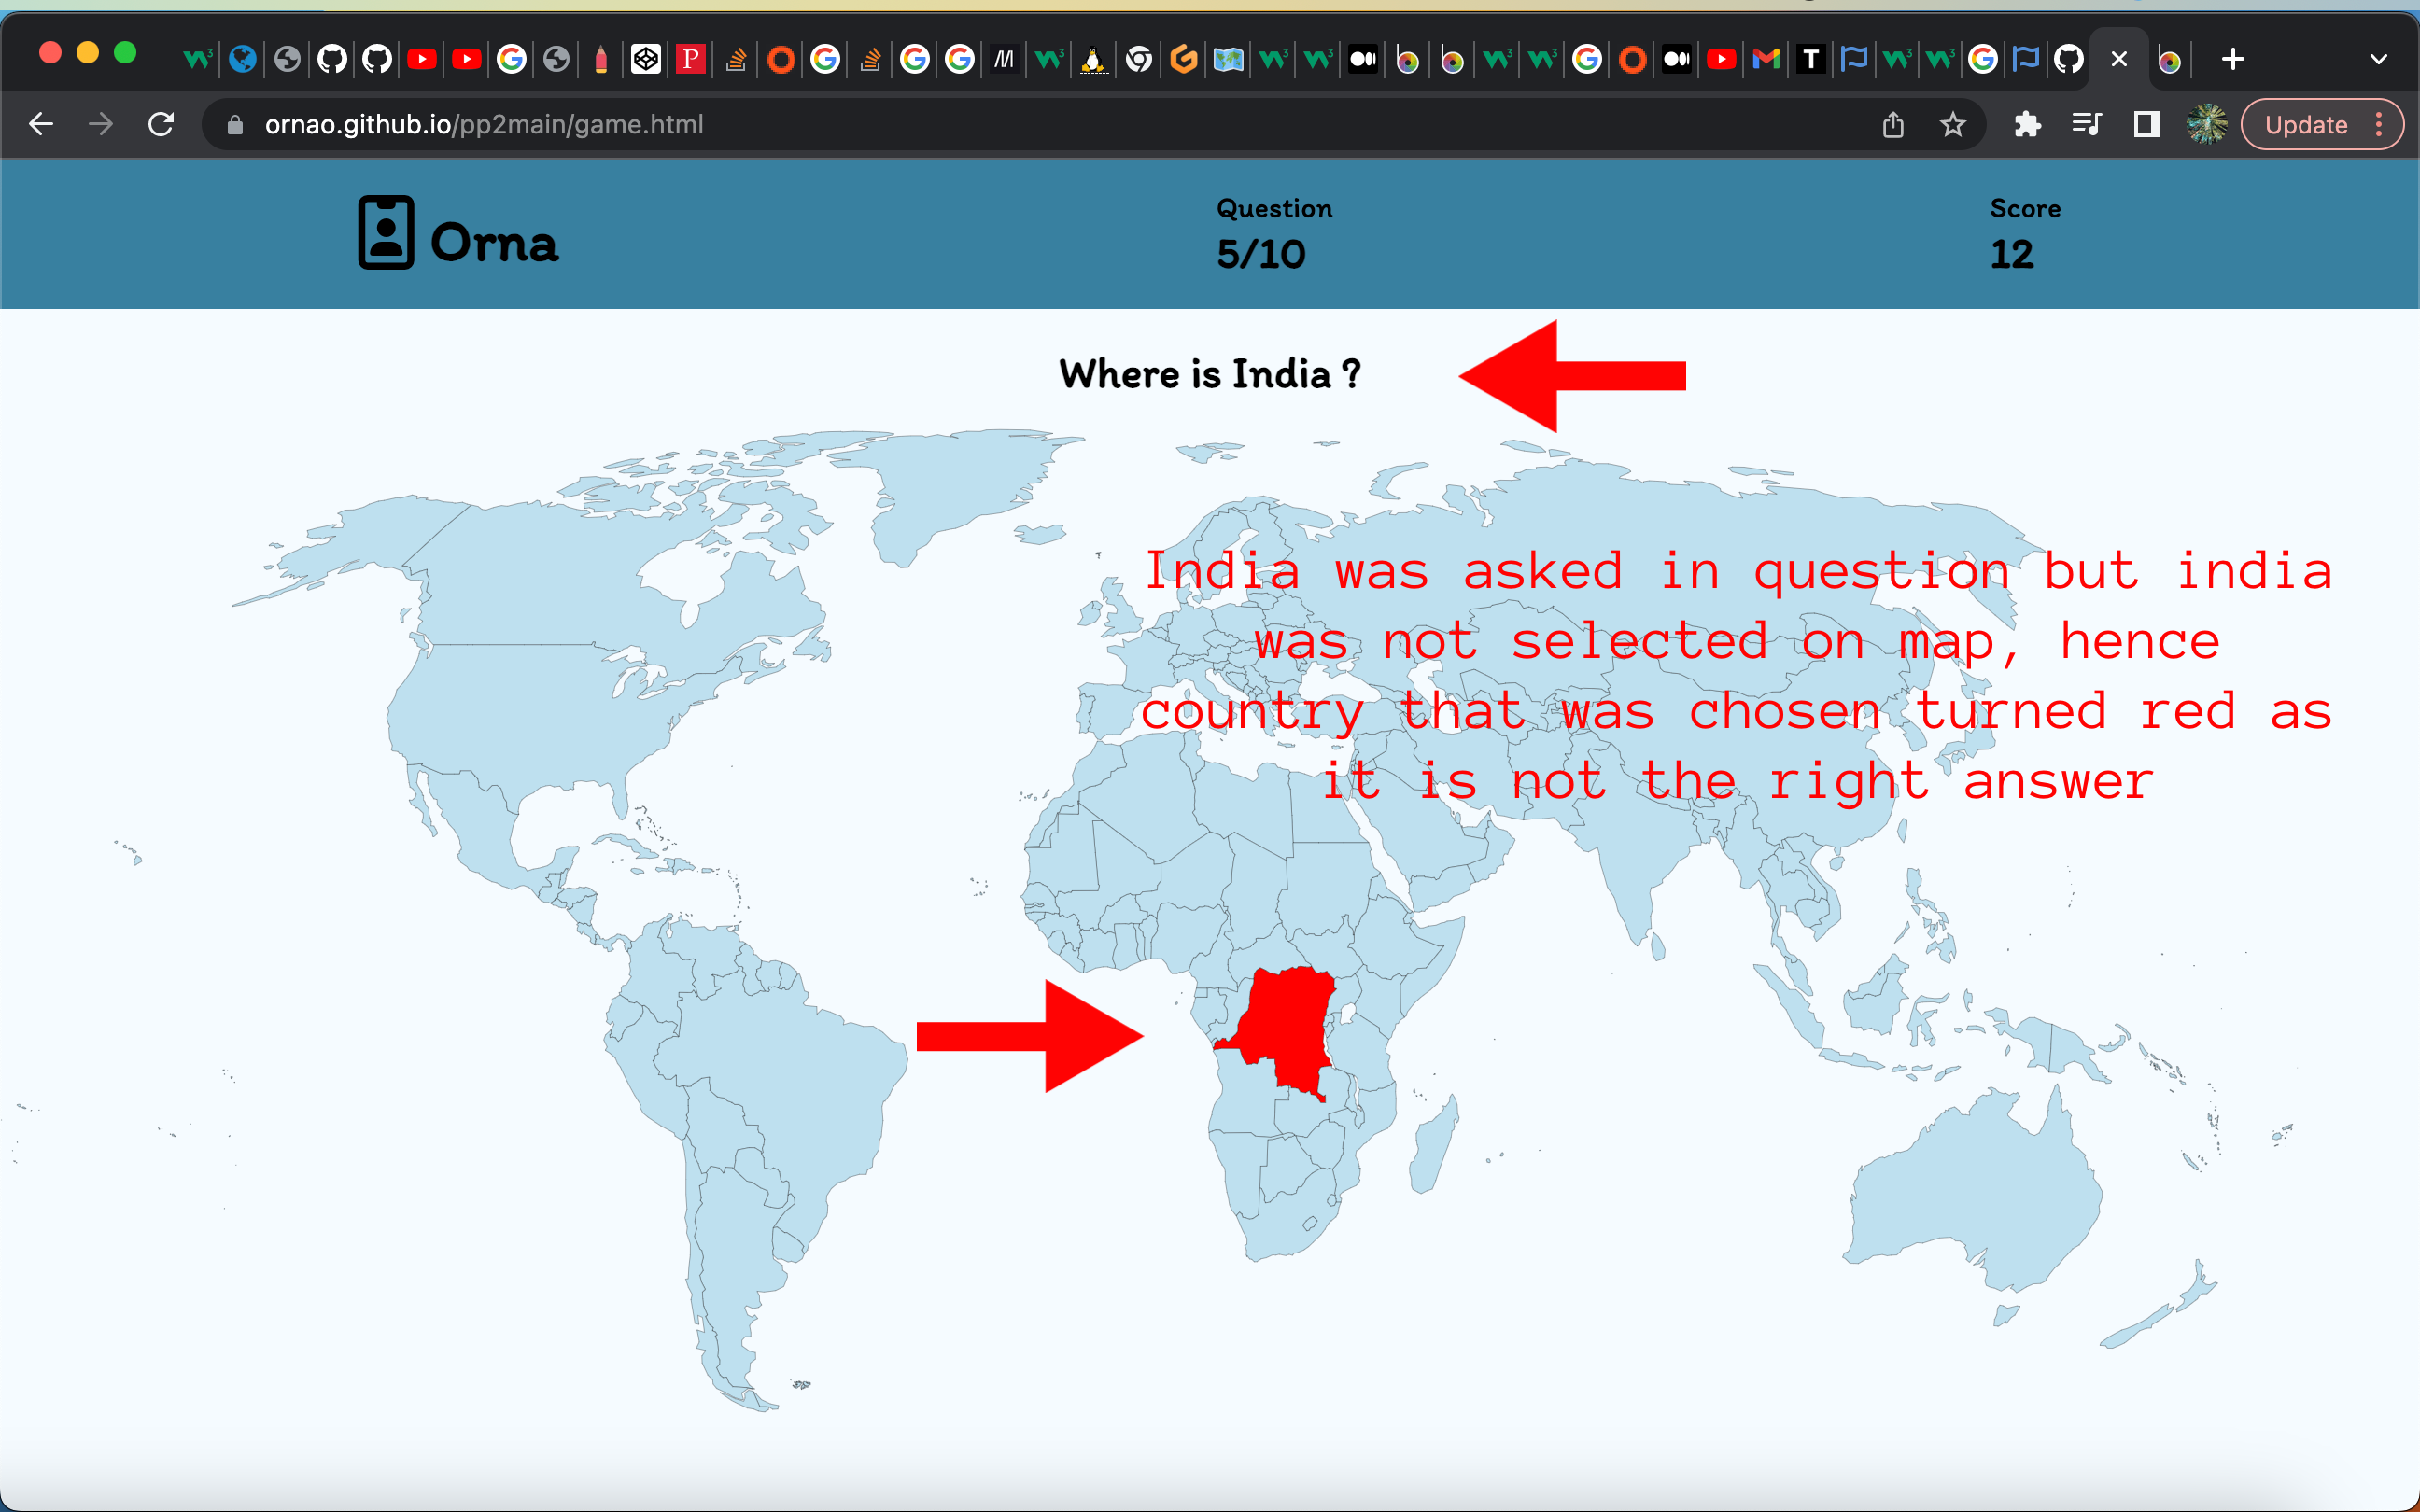 ornao.github.io/pp2main/game.html
Update
Orna
Question
5/10
Score
12
Where is India ?
India was asked in question but india
was not selected on map, hence
country that was chosen turned red as
it is not the right answer